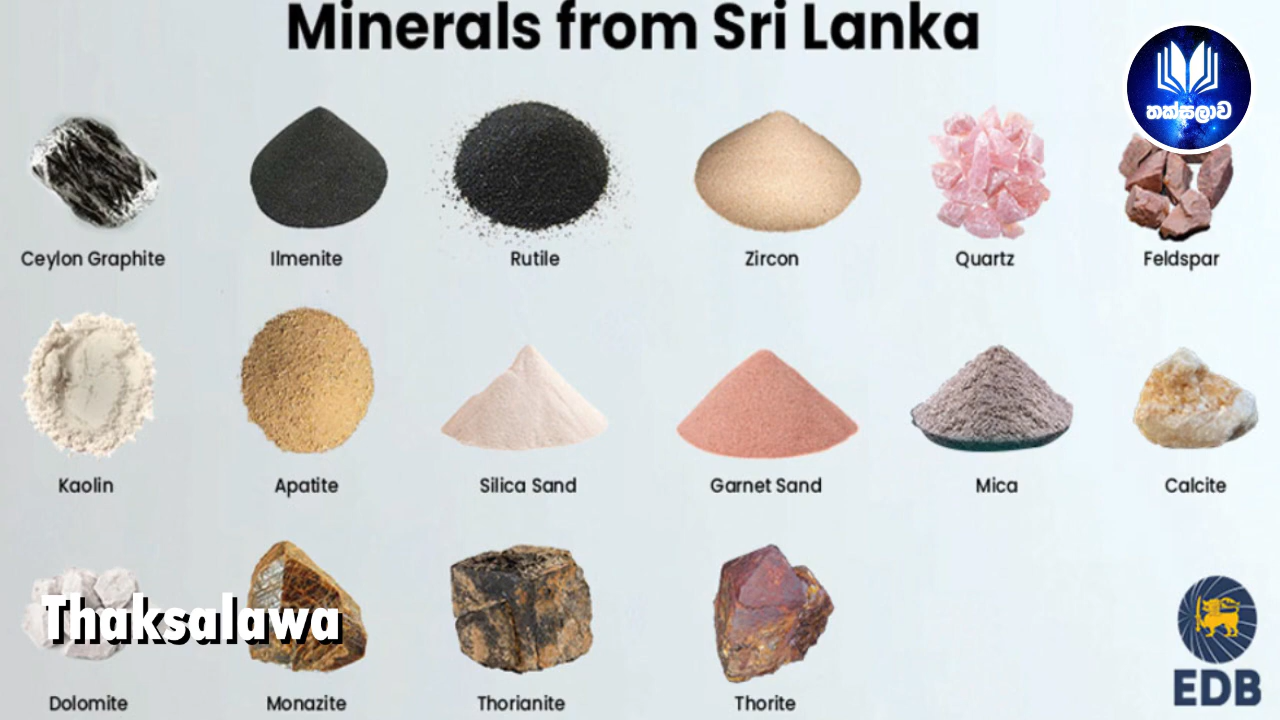 Minerals from Sri Lanka
තක්සලාව
Ceylon Graphite
Ilmenite
Rutile
Zircon
Quartz
Feldspar
Kaolin
Apatite
Silica Sand
Garnet Sand
Mica
Calcite
Thaksalawa
Dolomite
Monazite
Thorianite
Thorite
EDB